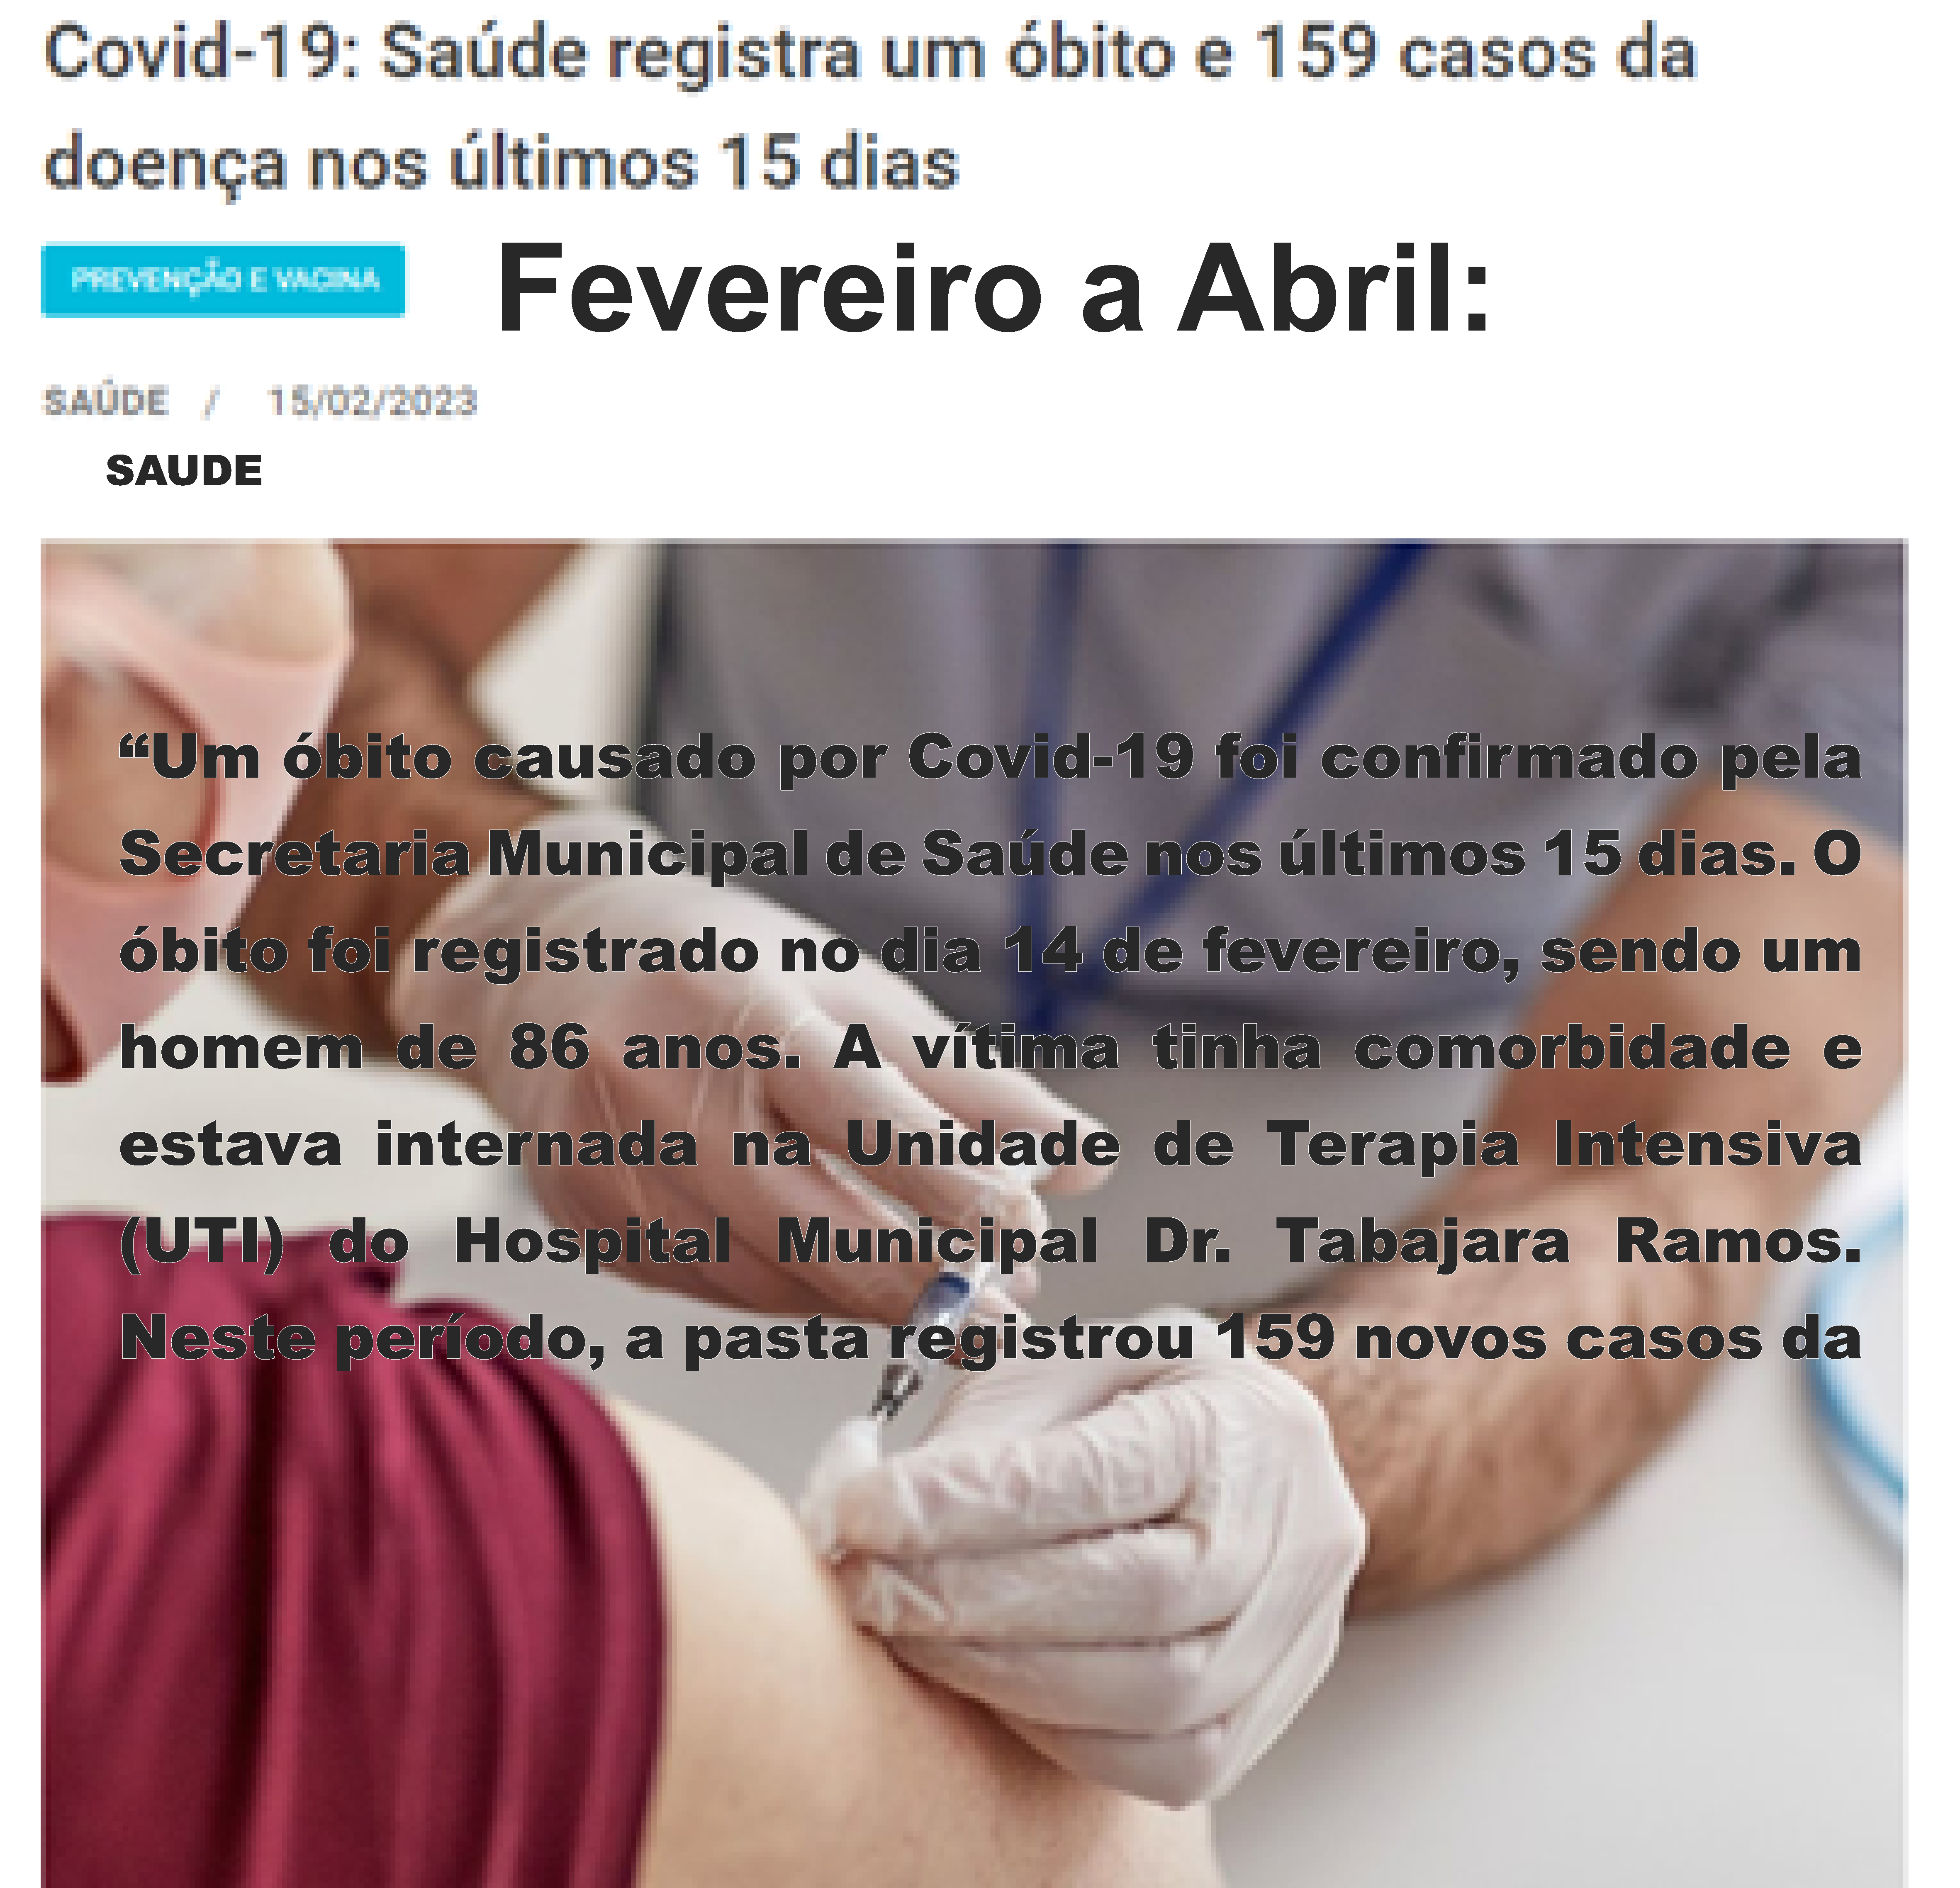 Covid-19: Saúde registra um óbito e 159 casos da
doença nos últimos 15 dias
PREVENÇÃO E VACINA
Fevereiro a Abril:
SAÚDE / 15/02/2023
SAUDE
“Um óbito causado por Covid-19 foi confirmado pela
Secretaria Municipal de Saúde nos últimos 15 dias. O
óbito foi registrado no dia 14 de fevereiro, sendo um
homem de 86 anos. A vítima tinha comorbidade e
estava internada na Unidade de Terapia Intensiva
(UTI) do Hospital Municipal Dr. Tabajara Ramos.
Neste período, a pasta registrou 159 novos casos da